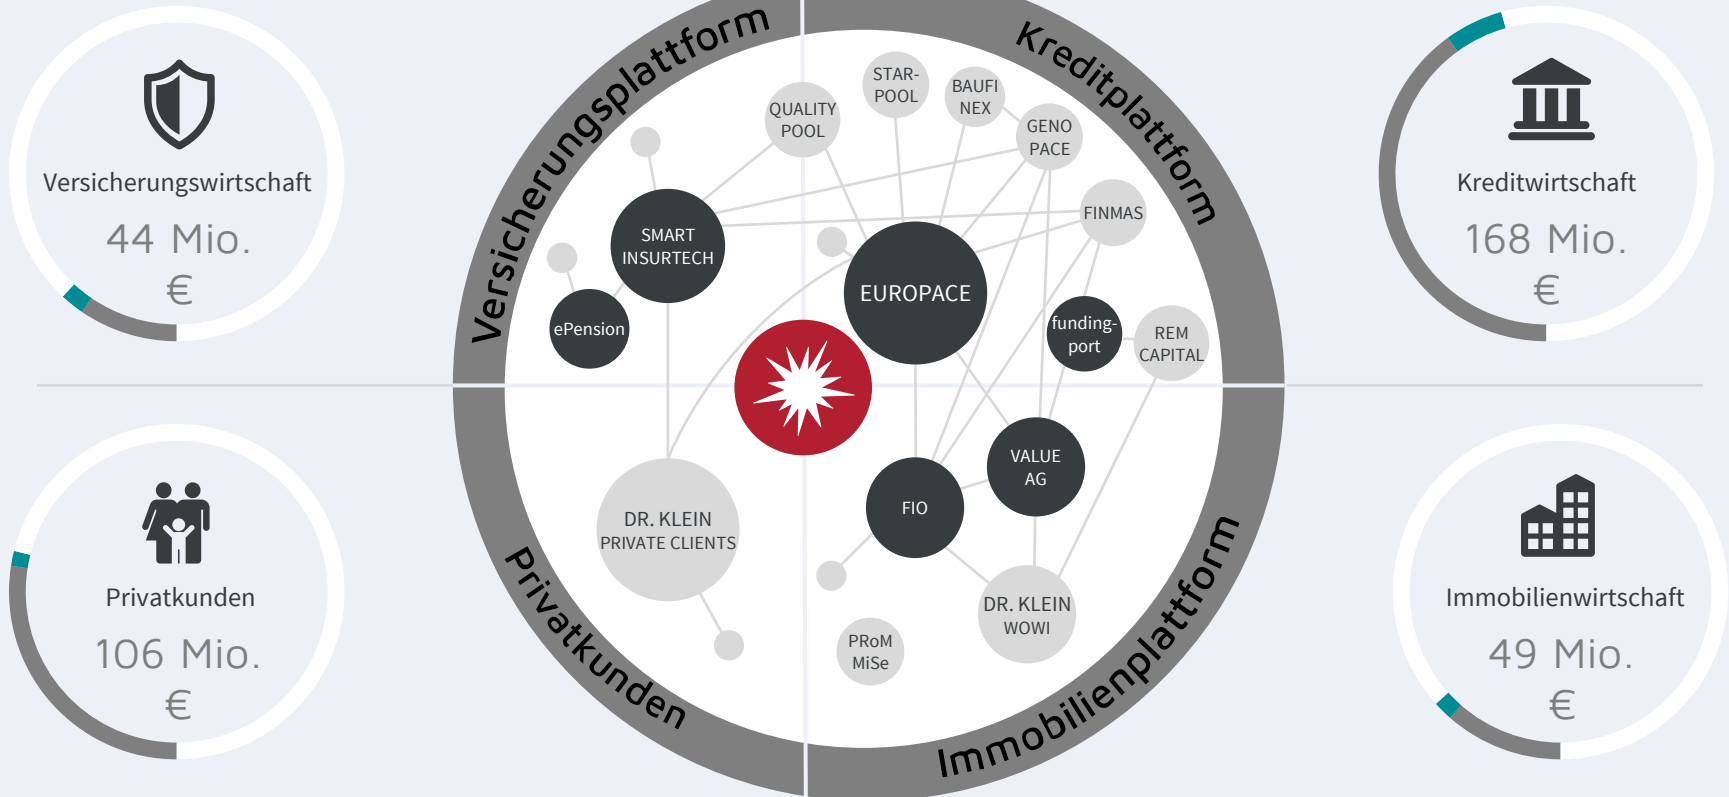 Versicherungswirtschaft
44 Mio.
€
Privatkunden
106 Mio.
€
Versicherungsplattform
Kreditplattform
Privatkunden
Immobilienplattform
QUALITY
POOL
STAR-
POOL
BAUFI
NEX
GENO
PACE
FINMAS
SMART
INSURTECH
EUROPACE
ePension
funding-
port
REM
CAPITAL
VALUE
AG
FIO
DR. KLEIN
PRIVATE CLIENTS
DR. KLEIN
WOWI
PRoM
MiSe
Kreditwirtschaft
168 Mio.
€
Immobilienwirtschaft
49 Mio.
€